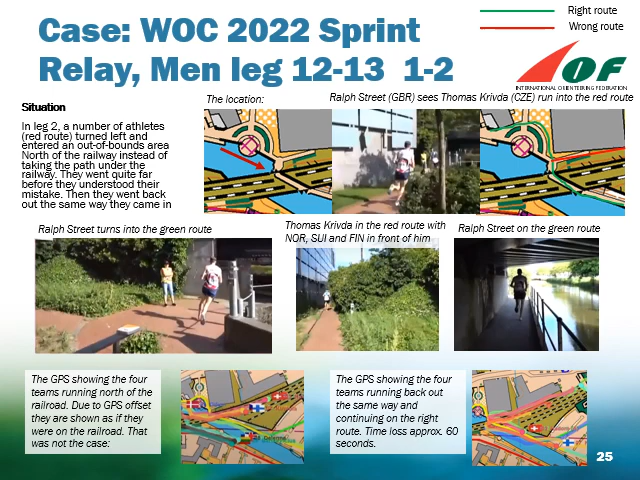 Right route
Wrong route
Case: WOC 2022 Sprint
Relay, Men leg 12-13 1-2
INTERNATIONAL ORIENTEERING FEDERATION
Situation
In leg 2, a number of athletes
(red route) turned left and
entered an out-of-bounds area
North of the railway instead of
taking the path under the
railway. They went quite far
before they understood their
mistake. Then they went back
out the same way they came in
The location:
Ralph Street (GBR) sees Thomas Krivda (CZE) run into the red route
Ralph Street turns into the green route
Thomas Krivda in the red route with
NOR, SUI and FIN in front of him
Ralph Street on the green route
The GPS showing the four
teams running north of the
railroad. Due to GPS offset
they are shown as if they
were on the railroad. That
was not the case:
The GPS showing the four
teams running back out
the same way and
continuing on the right
route. Time loss approx. 60
seconds.
25